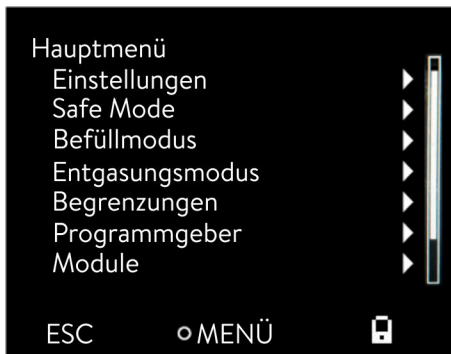 Hauptmenü
Einstellungen
Safe Mode
Befüllmodus
Entgasungsmodus
Begrenzungen
Programmgeber
Module
ESC MENÜ